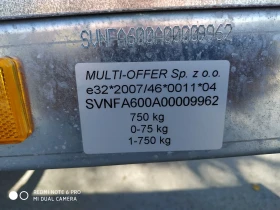 SVNFA600A00009962
MULTI-OFFER Sp. z o.o.
e32*2007/46*0011*04
SVNFA600A00009962
750 kg
0-75 kg
1-750 kg
REDMI NOTE 8 PRO
MI DUAL CAMERA